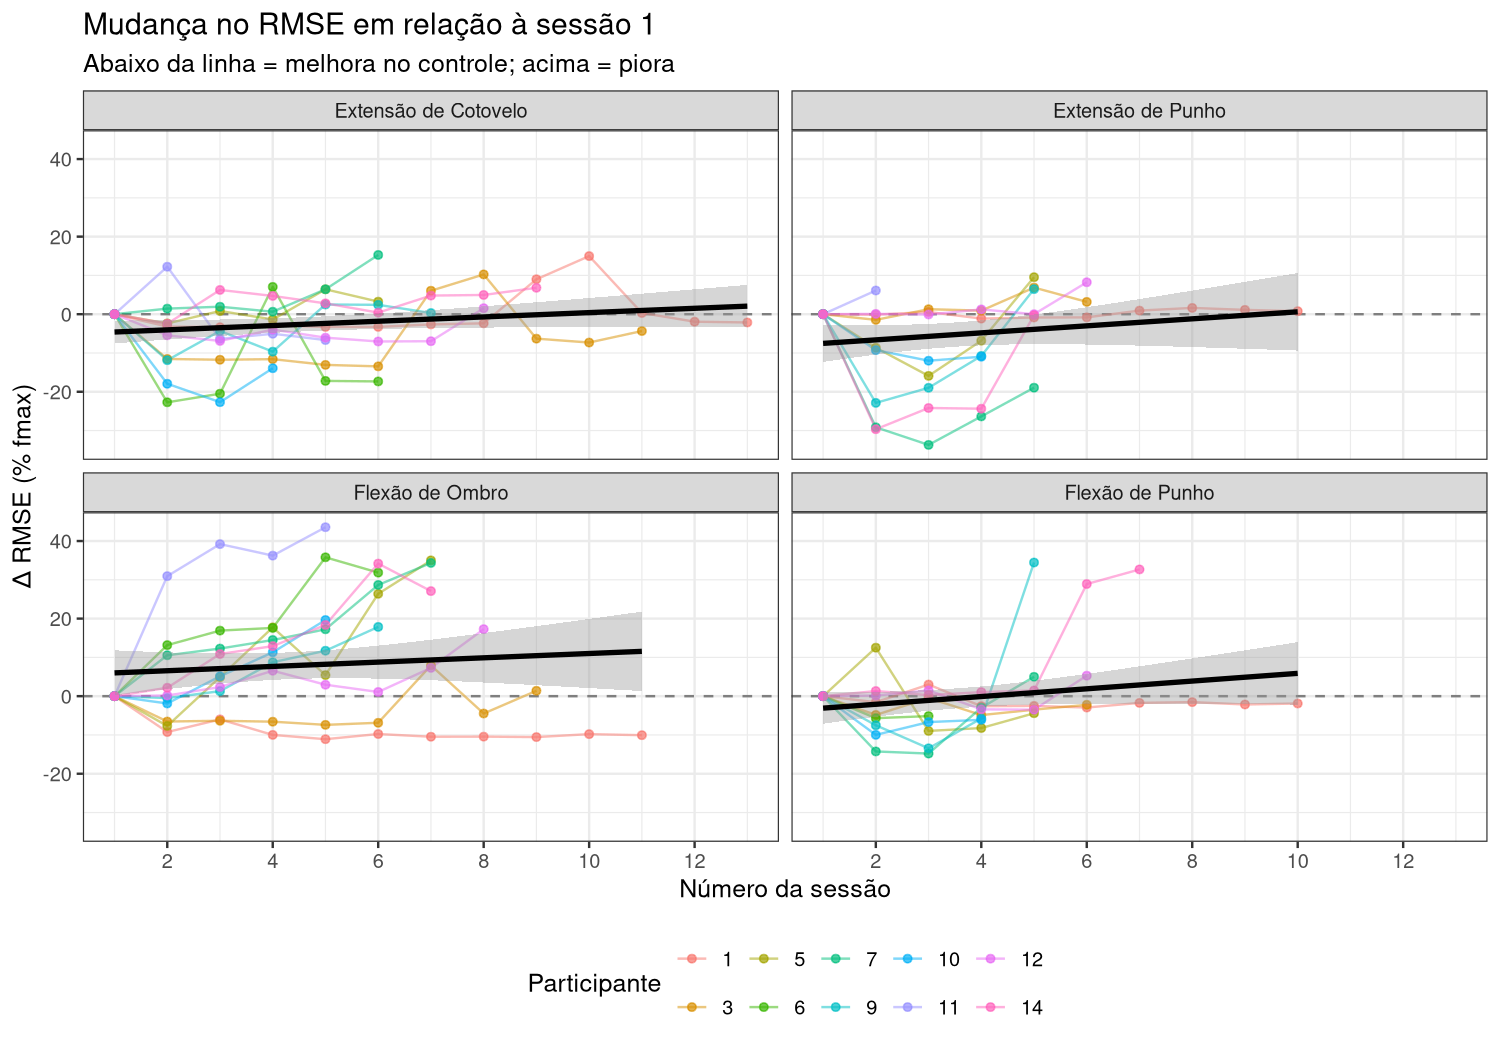 Mudança no RMSE em relação à sessão 1
Abaixo da linha = melhora no controle; acima = piora
Extensão de Cotovelo
Extensão de Punho
40
20
0
-20
Flexão de Ombro
Flexão de Punho
40
20
0
-20
Δ RMSE (% fmax)
2 4 6 8 10 12
2 4 6 8 10 12
Número da sessão
Participante
1 5 7 10 12
3 6 9 11 14